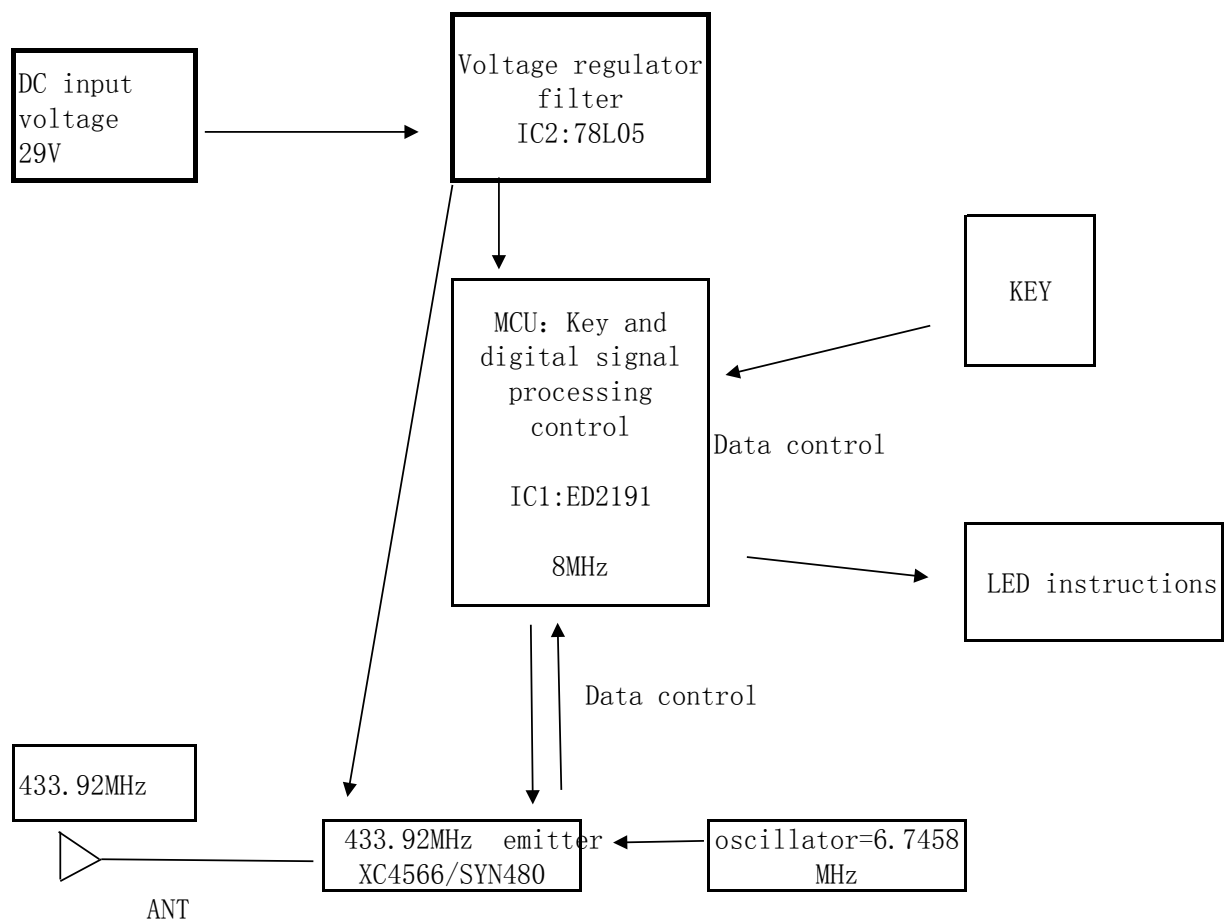 DC input
voltage
29V
Voltage regulator
filter
IC2:78L05
KEY
MCU: Key and
digital signal
processing
control
IC1:ED2191
8MHz
Data control
LED instructions
Data control
433.92MHz
433.92MHz emitter
XC4566/SYN480
oscillator=6.7458
MHz
ANT